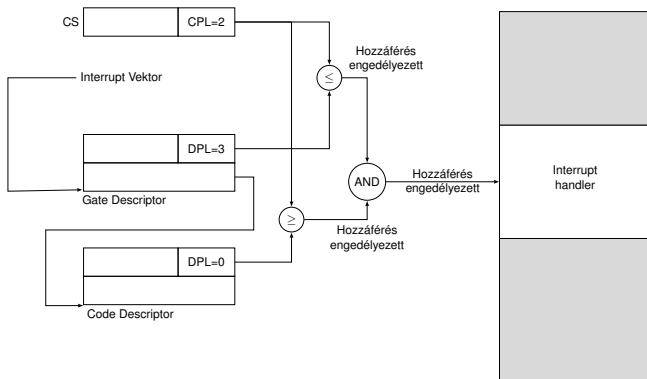 CS
CPL=2
Interrupt Vektor
Hozzáférés
engedélyezett
≤
DPL=3
Gate Descriptor
AND
Hozzáférés
engedélyezett
Interrupt
handler
≥
Hozzáférés
engedélyezett
DPL=0
Code Descriptor